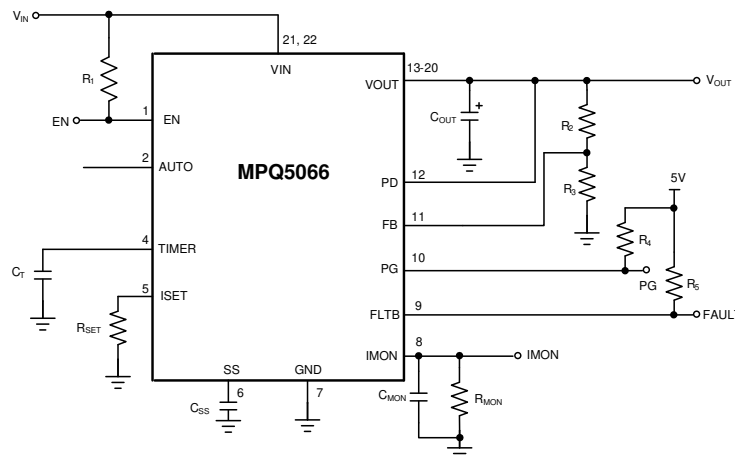 VIN
21, 22
VIN
13-20
VOUT
VOUT
R1
COUT
+
R2
1
EN
EN
2
AUTO
MPQ5066
12
PD
R3
5V
11
FB
R4
4
TIMER
10
PG
PG
CT
R5
5
ISET
9
FLTB
FAULT
RSET
8
IMON
IMON
SS
GND
6
7
CSS
CMON
RMON